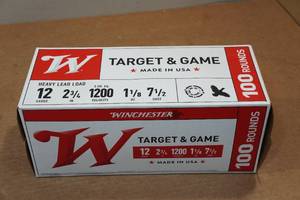 W
TARGET & GAME
MADE IN USA
HEAVY LEAD LOAD
12 2¾ 1200 1⅛ 7½
GAUGE IN VELOCITY OZ SHOT
100 ROUNDS
WINCHESTER
W
TARGET & GAME
12 2¾ 1200 1⅛ 7½
MADE IN USA
100 ROUNDS